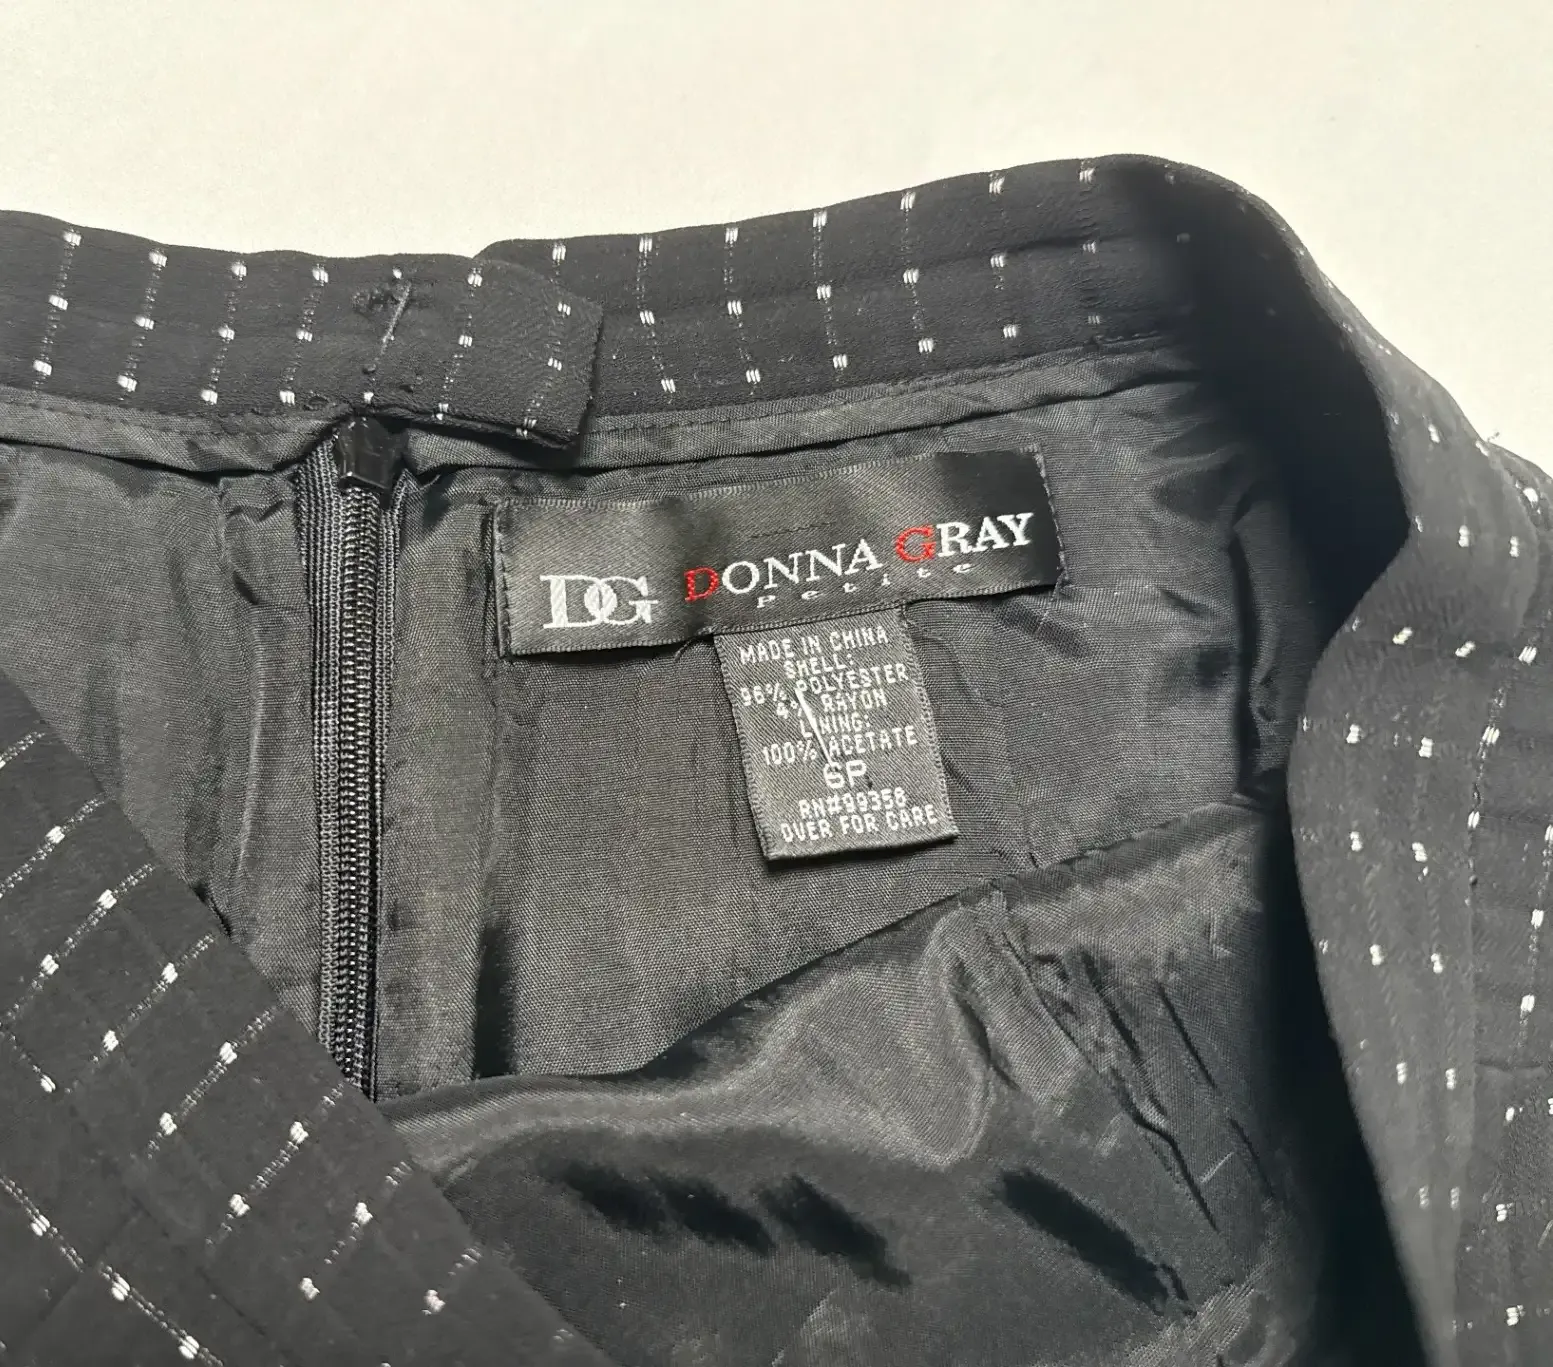 DG DONNA GRAY
petite
MADE IN CHINA
SHELL:
96% POLYESTER
4% RAYON
LINING:
100% ACETATE
6P
RN#99358
OVER FOR CARE